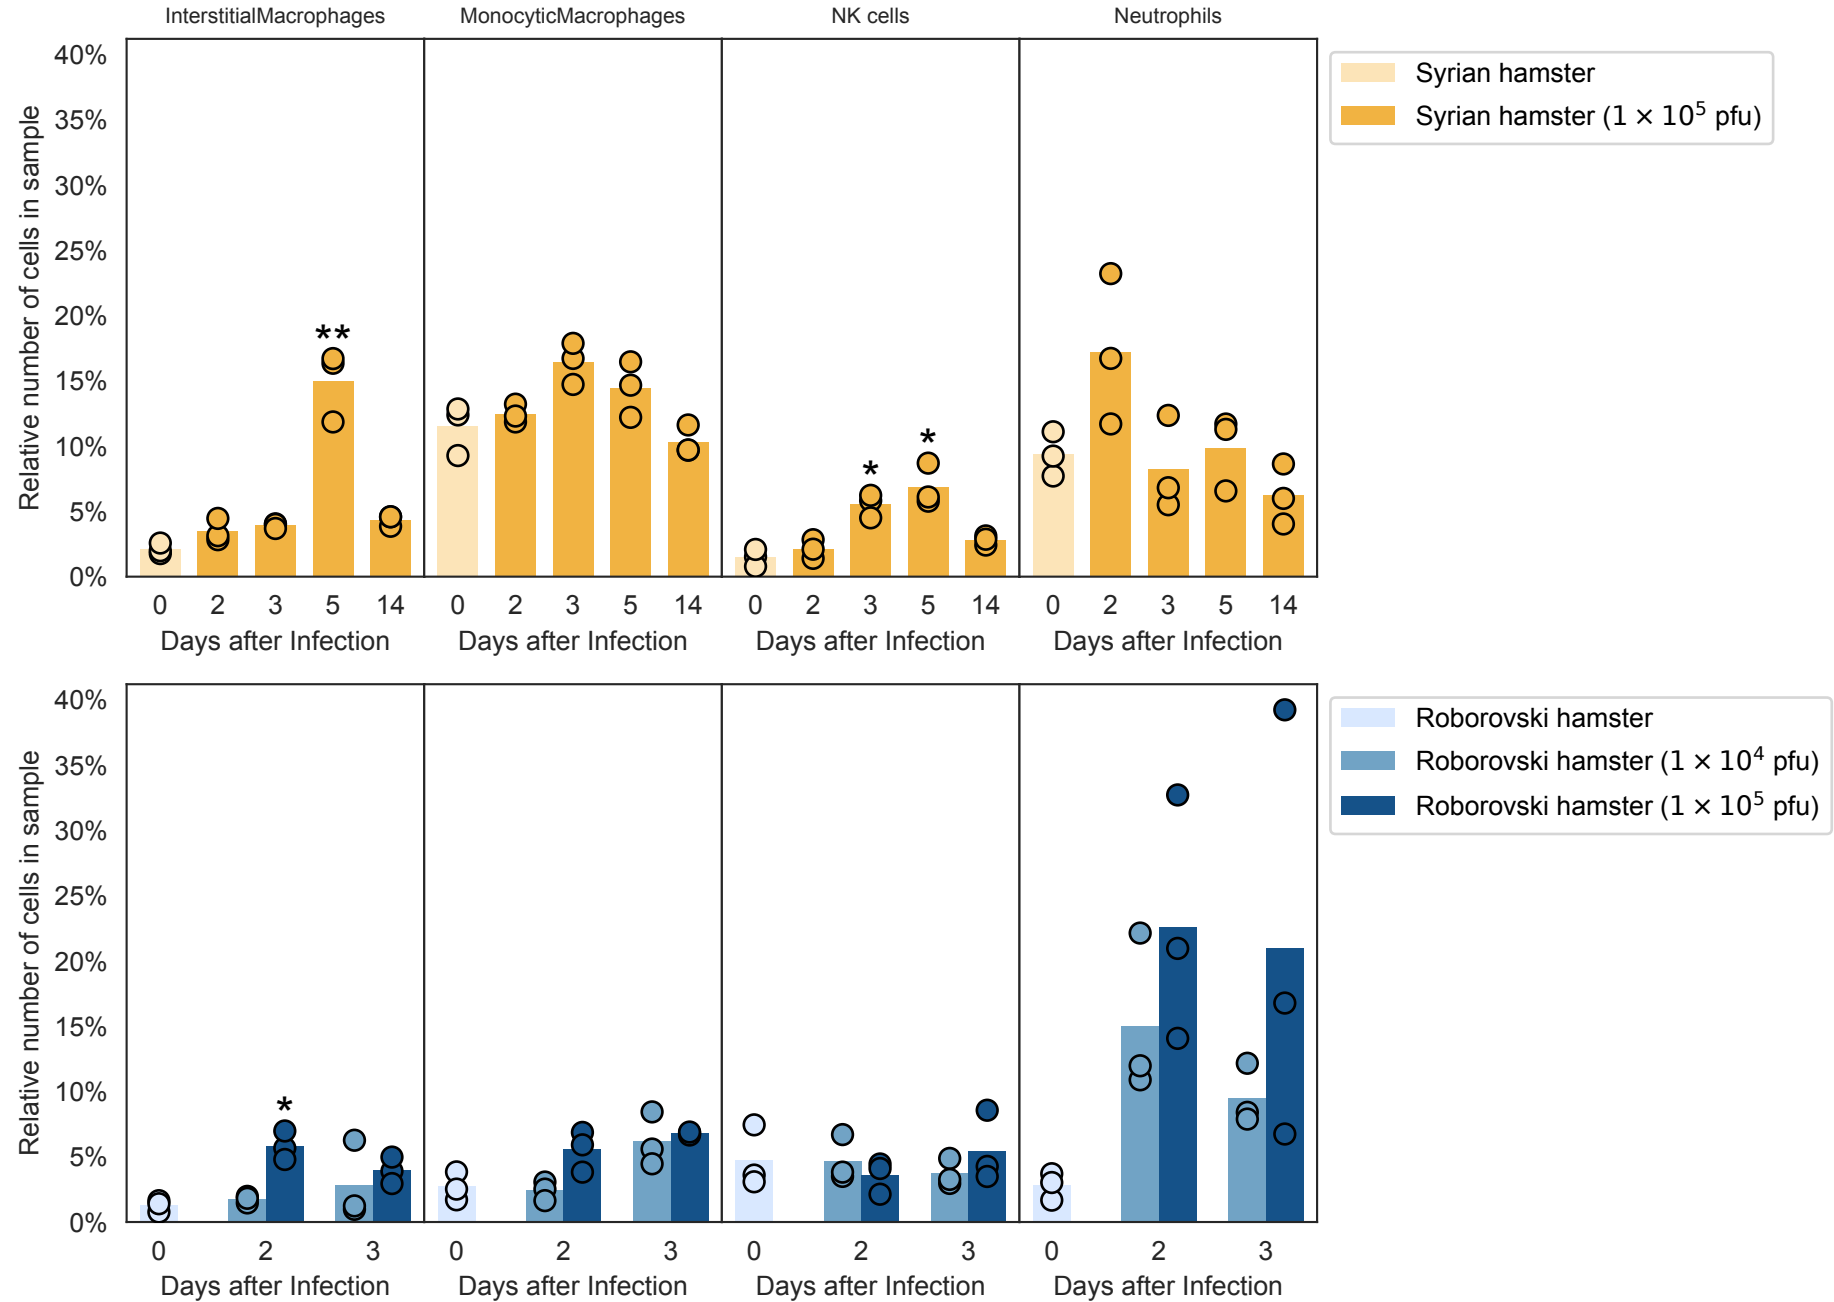 InterstitialMacrophages MonocyticMacrophages NK cells Neutrophils
40%
35%
30%
25%
20%
15%
10%
5%
0%
Relative number of cells in sample
**
*
*
0 2 3 5 14 0 2 3 5 14 0 2 3 5 14 0 2 3 5 14
Days after Infection Days after Infection Days after Infection Days after Infection
Syrian hamster
Syrian hamster (1 × 10⁵ pfu)
40%
35%
30%
25%
20%
15%
10%
5%
0%
Relative number of cells in sample
*
0 2 3 0 2 3 0 2 3 0 2 3
Days after Infection Days after Infection Days after Infection Days after Infection
Roborovski hamster
Roborovski hamster (1 × 10⁴ pfu)
Roborovski hamster (1 × 10⁵ pfu)